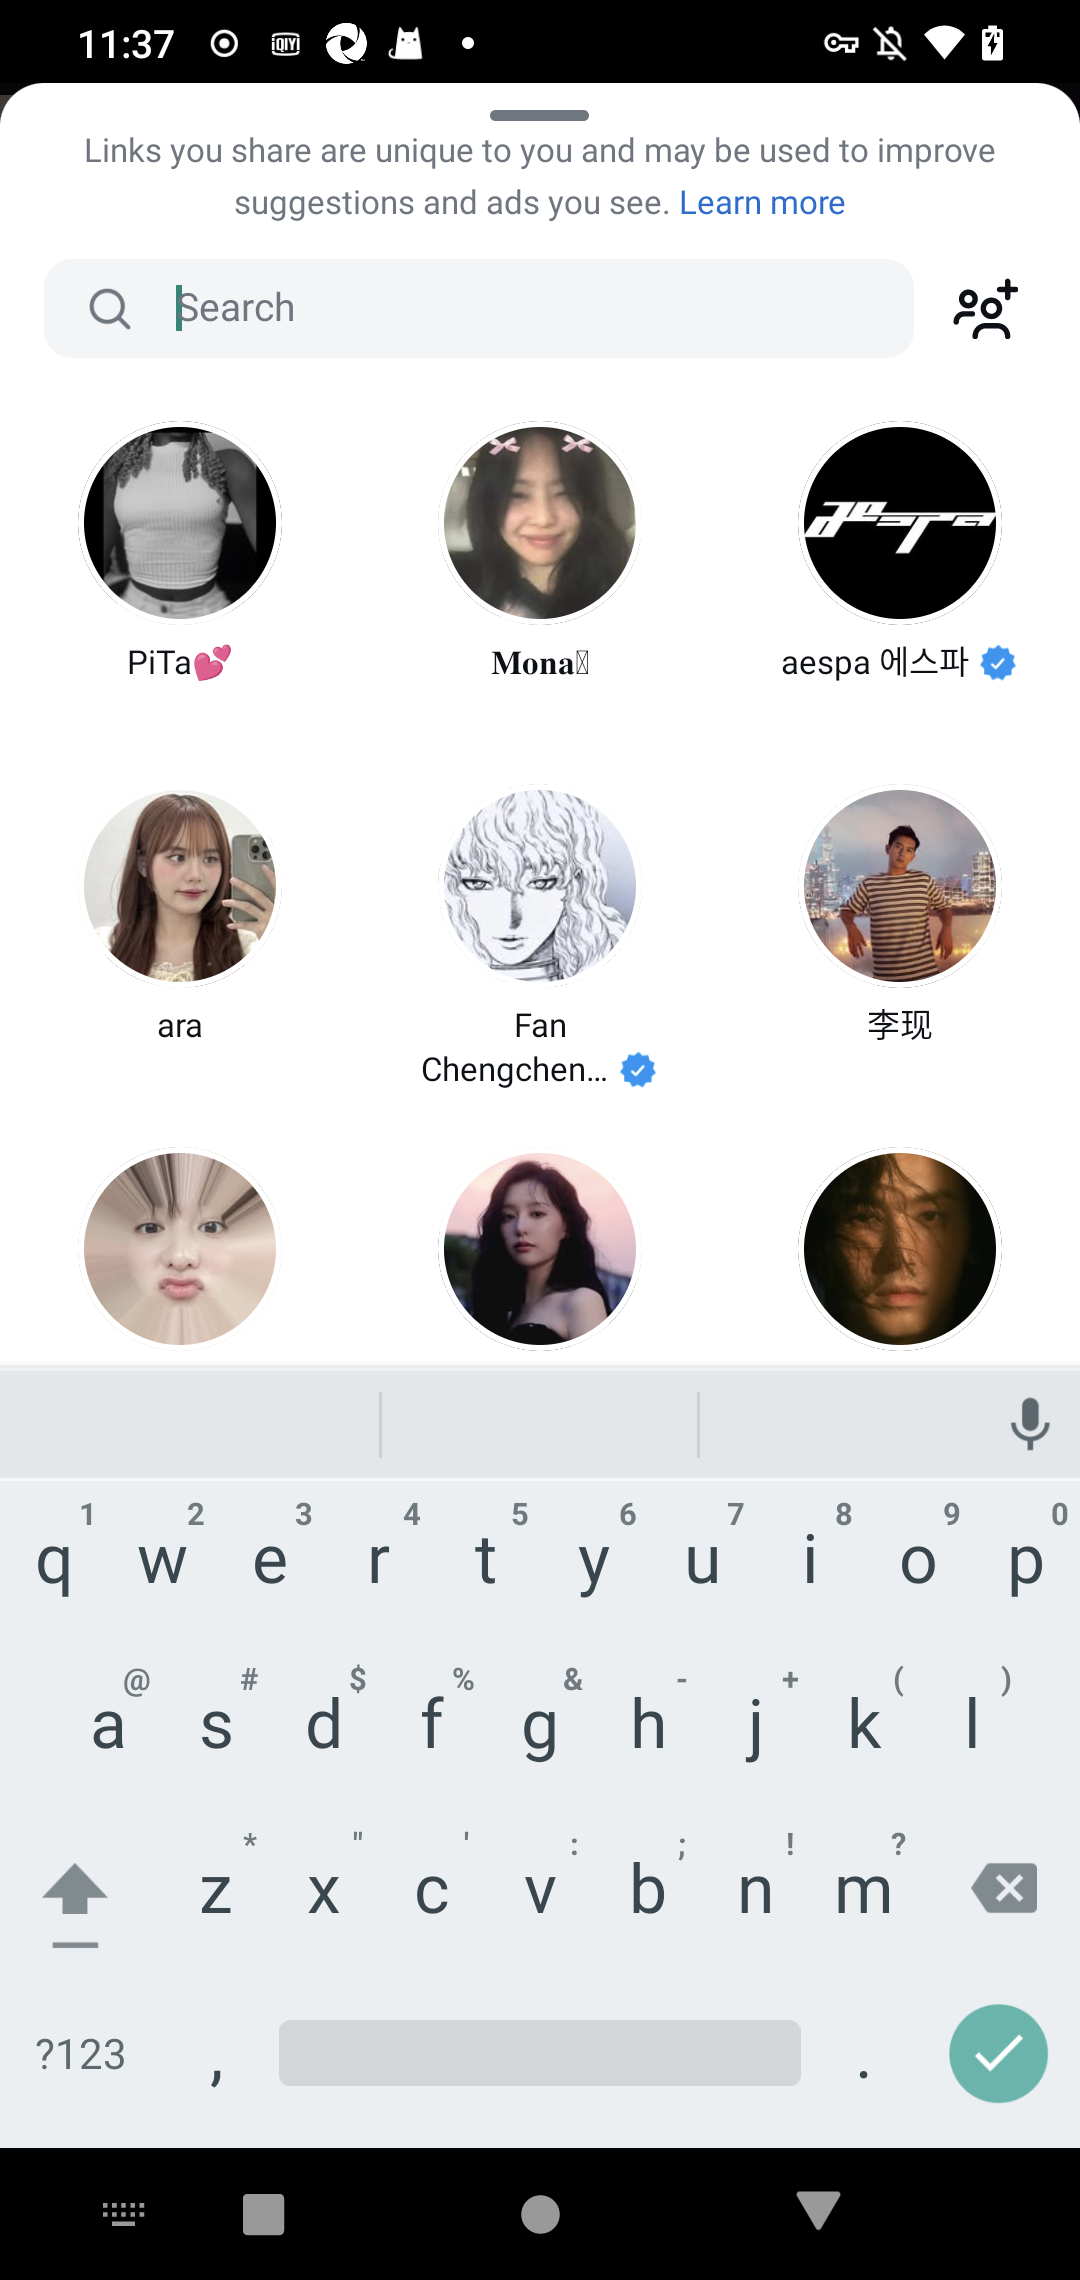 11:37
iQIYI
Links you share are unique to you and may be used to improve
suggestions and ads you see. Learn more
Search
aespa
PiTa💕
Mona
aespa 에스파
ara
Fan
Chengchen...
李现
1 2 3 4 5 6 7 8 9 0
q w e r t y u i o p
@ # $ % & - + ( )
a s d f g h j k l
* " ' : ; ! ?
z x c v b n m
?123 , .